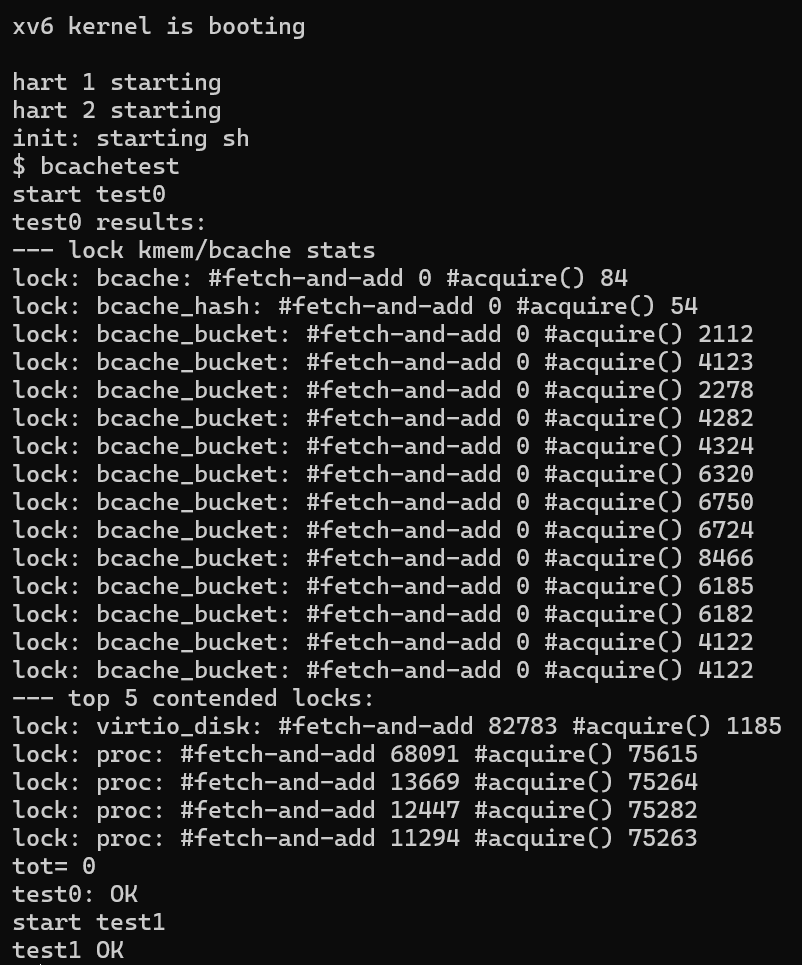 xv6 kernel is booting
hart 1 starting
hart 2 starting
init: starting sh
$ bcachetest
start test0
test0 results:
--- lock kmem/bcache stats
lock: bcache: #fetch-and-add 0 #acquire() 84
lock: bcache_hash: #fetch-and-add 0 #acquire() 54
lock: bcache_bucket: #fetch-and-add 0 #acquire() 2112
lock: bcache_bucket: #fetch-and-add 0 #acquire() 4123
lock: bcache_bucket: #fetch-and-add 0 #acquire() 2278
lock: bcache_bucket: #fetch-and-add 0 #acquire() 4282
lock: bcache_bucket: #fetch-and-add 0 #acquire() 4324
lock: bcache_bucket: #fetch-and-add 0 #acquire() 6320
lock: bcache_bucket: #fetch-and-add 0 #acquire() 6750
lock: bcache_bucket: #fetch-and-add 0 #acquire() 6724
lock: bcache_bucket: #fetch-and-add 0 #acquire() 8466
lock: bcache_bucket: #fetch-and-add 0 #acquire() 6185
lock: bcache_bucket: #fetch-and-add 0 #acquire() 6182
lock: bcache_bucket: #fetch-and-add 0 #acquire() 4122
lock: bcache_bucket: #fetch-and-add 0 #acquire() 4122
--- top 5 contended locks:
lock: virtio_disk: #fetch-and-add 82783 #acquire() 1185
lock: proc: #fetch-and-add 68091 #acquire() 75615
lock: proc: #fetch-and-add 13669 #acquire() 75264
lock: proc: #fetch-and-add 12447 #acquire() 75282
lock: proc: #fetch-and-add 11294 #acquire() 75263
tot= 0
test0: OK
start test1
test1 OK